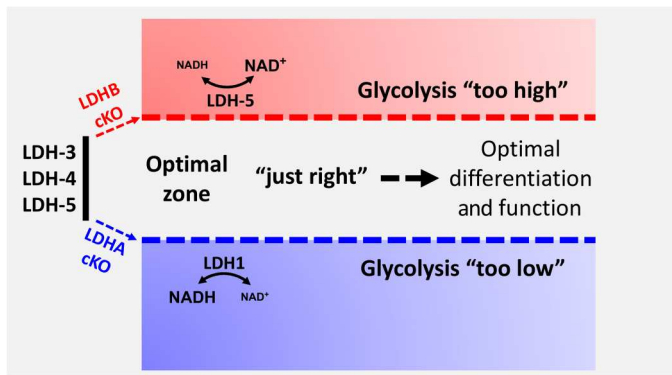 NADH
NAD⁺
LDH-5
Glycolysis “too high”
LDHB
cKO
LDH-3
LDH-4
LDH-5
Optimal
zone
“just right”
Optimal
differentiation
and function
LDHA
cKO
LDH1
NADH
NAD⁺
Glycolysis “too low”